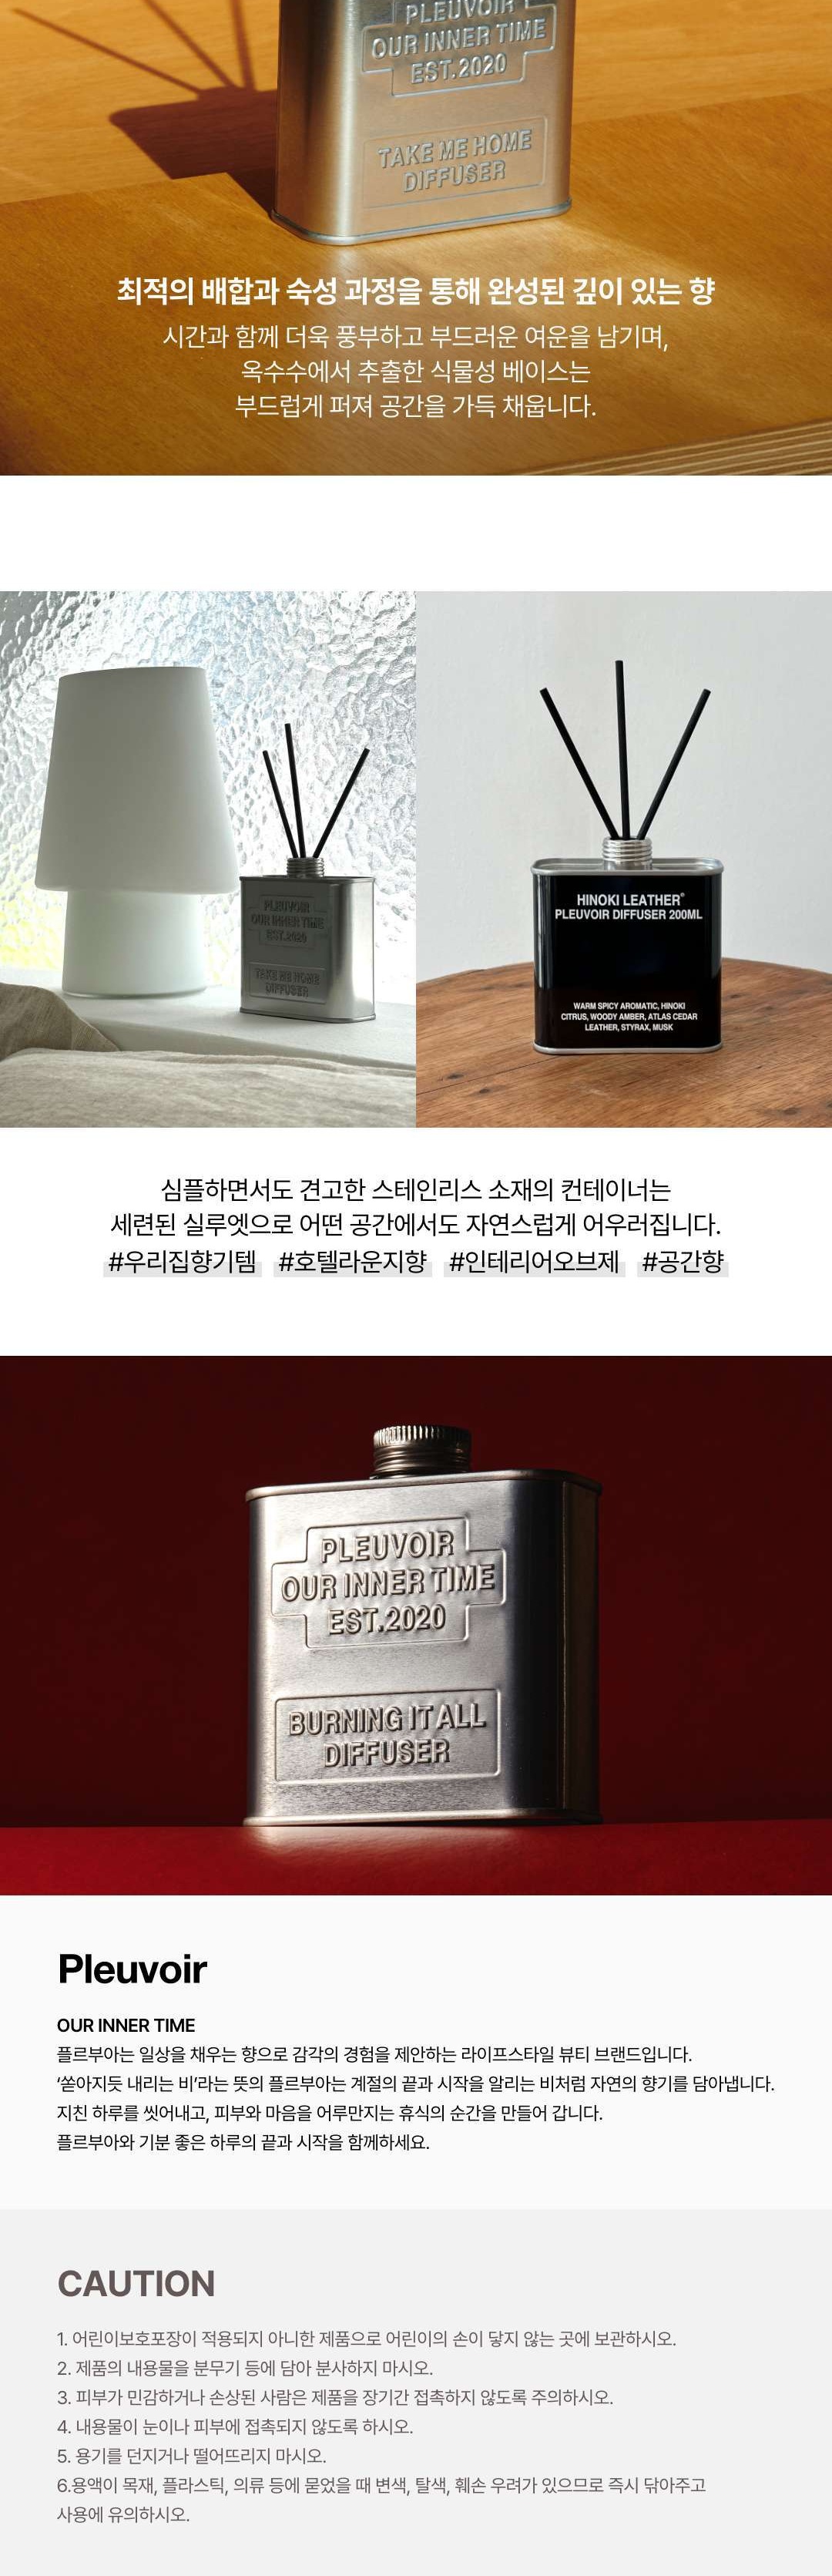 PLEUVOIR
OUR INNER TIME
EST.2020
TAKE ME HOME
DIFFUSER
최적의 배합과 숙성 과정을 통해 완성된 깊이 있는 향
시간과 함께 더욱 풍부하고 부드러운 여운을 남기며,
옥수수에서 추출한 식물성 베이스는
부드럽게 퍼져 공간을 가득 채웁니다.
PLEUVOIR
OUR INNER TIME
EST.2020
TAKE ME HOME
DIFFUSER
HINOKI LEATHER®
PLEUVOIR DIFFUSER 200ML
WARM SPICY AROMATIC, HINOKI
CITRUS, WOODY AMBER, ATLAS CEDAR
LEATHER, STYRAX, MUSK
심플하면서도 견고한 스테인리스 소재의 컨테이너는
세련된 실루엣으로 어떤 공간에서도 자연스럽게 어우러집니다.
#우리집향기템 #호텔라운지향 #인테리어오브제 #공간향
PLEUVOIR
OUR INNER TIME
EST.2020
BURNING IT ALL
DIFFUSER
Pleuvoir
OUR INNER TIME
플르부아는 일상을 채우는 향으로 감각의 경험을 제안하는 라이프스타일 뷰티 브랜드입니다.
‘쏟아지듯 내리는 비’라는 뜻의 플르부아는 계절의 끝과 시작을 알리는 비처럼 자연의 향기를 담아냅니다.
지친 하루를 씻어내고, 피부와 마음을 어루만지는 휴식의 순간을 만들어 갑니다.
플르부아와 기분 좋은 하루의 끝과 시작을 함께하세요.
CAUTION
1. 어린이보호포장이 적용되지 아니한 제품으로 어린이의 손이 닿지 않는 곳에 보관하시오.
2. 제품의 내용물을 분무기 등에 담아 분사하지 마시오.
3. 피부가 민감하거나 손상된 사람은 제품을 장기간 접촉하지 않도록 주의하시오.
4. 내용물이 눈이나 피부에 접촉되지 않도록 하시오.
5. 용기를 던지거나 떨어뜨리지 마시오.
6.용액이 목재, 플라스틱, 의류 등에 묻었을 때 변색, 탈색, 훼손 우려가 있으므로 즉시 닦아주고
사용에 유의하시오.